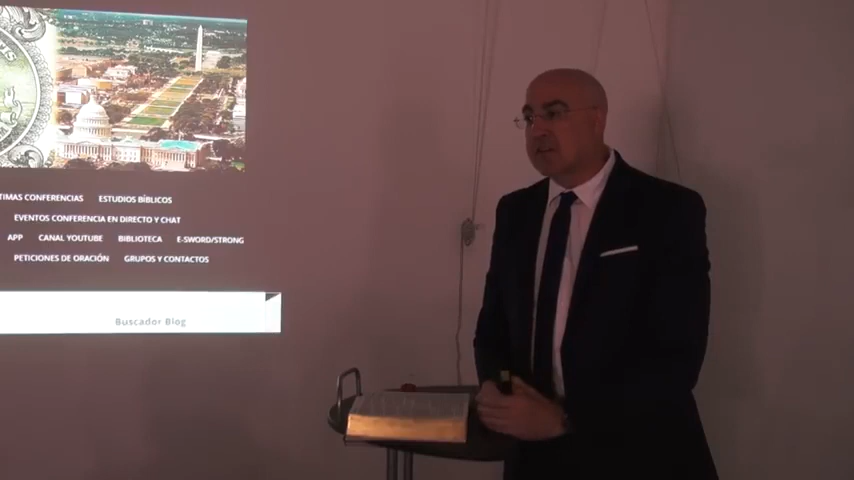 TIMAS CONFERENCIAS ESTUDIOS BÍBLICOS
EVENTOS CONFERENCIA EN DIRECTO Y CHAT
APP CANAL YOUTUBE BIBLIOTECA E-SWORD/STRONG
PETICIONES DE ORACIÓN GRUPOS Y CONTACTOS
Buscador Blog